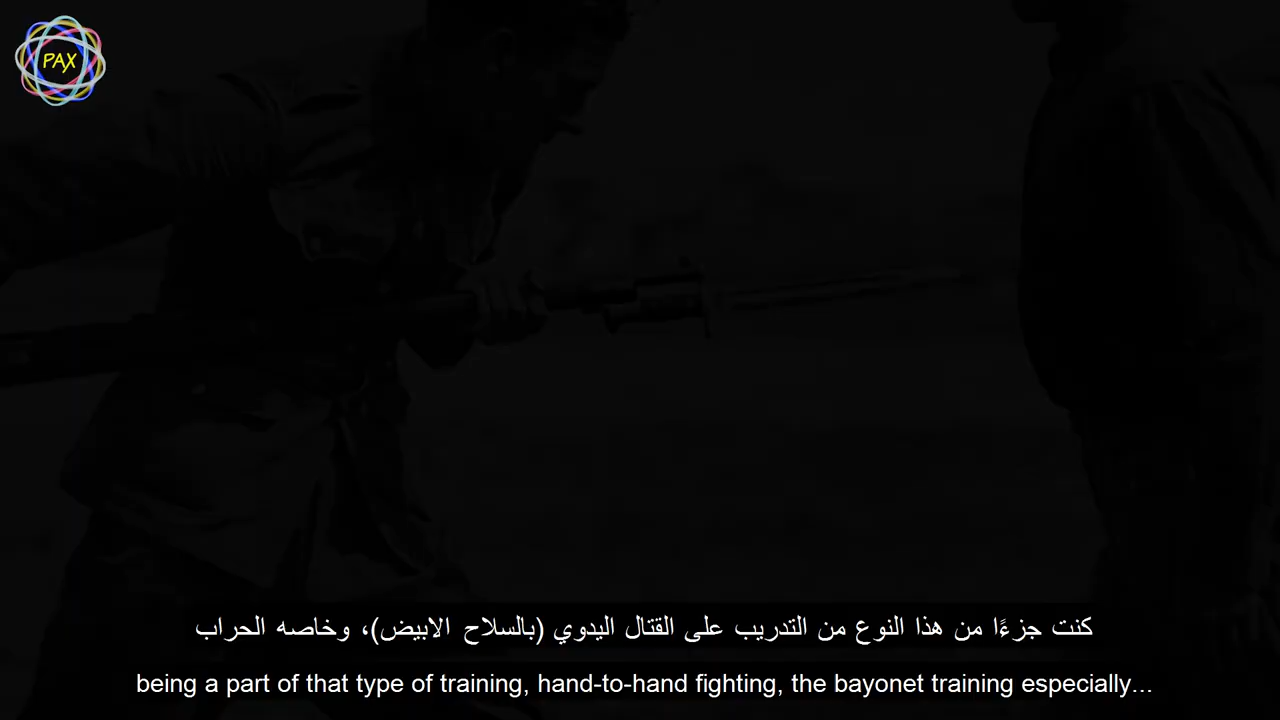 PAX
كنت جزءًا من هذا النوع من التدريب على القتال اليدوي (بالسلاح الابيض)، وخاصه الحراب
being a part of that type of training, hand-to-hand fighting, the bayonet training especially...